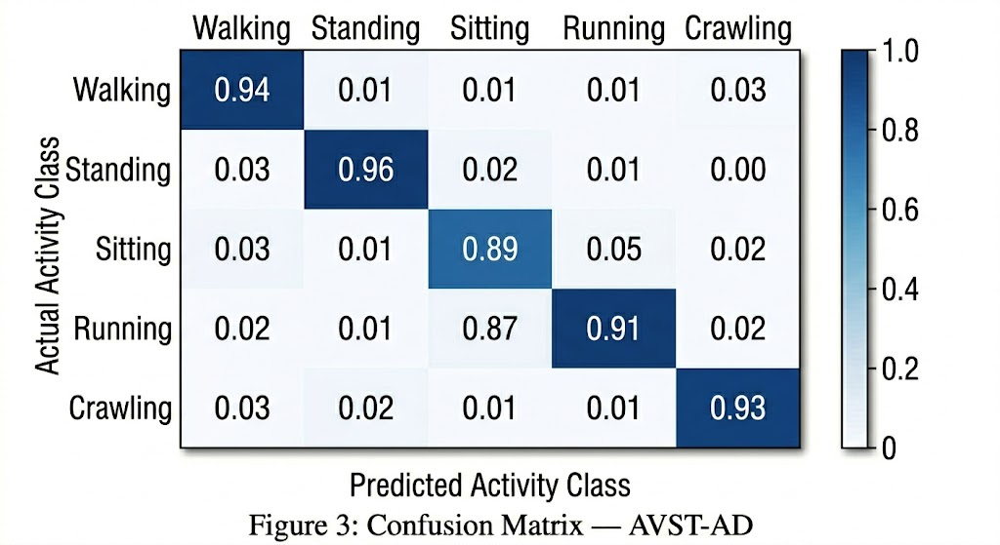 Walking Standing Sitting Running Crawling
Walking 0.94 0.01 0.01 0.01 0.03
Standing 0.03 0.96 0.02 0.01 0.00
Sitting 0.03 0.01 0.89 0.05 0.02
Running 0.02 0.01 0.87 0.91 0.02
Crawling 0.03 0.02 0.01 0.01 0.93
Actual Activity Class
1.0
0.8
0.6
0.4
0.2
0
Predicted Activity Class
Figure 3: Confusion Matrix — AVST-AD